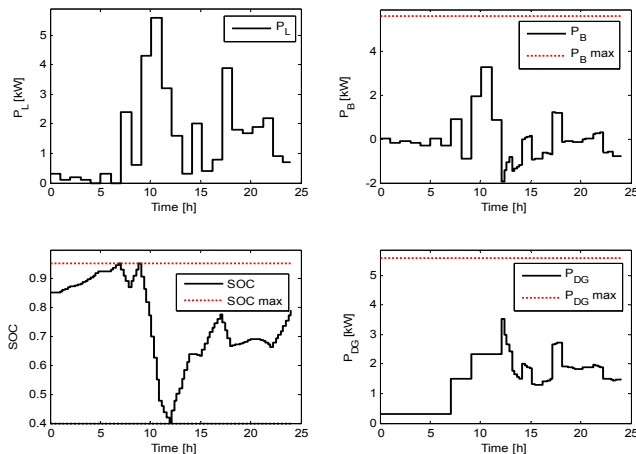 P_L [kW]
5
4
3
2
1
0
0 5 10 15 20 25
Time [h]
P_L
P_B [kW]
6
4
2
0
-2
0 5 10 15 20 25
Time [h]
P_B
P_B max
SOC
0.9
0.8
0.7
0.6
0.5
0.4
0 5 10 15 20 25
Time [h]
SOC
SOC max
P_DG [kW]
5
4
3
2
1
0
0 5 10 15 20 25
Time [h]
P_DG
P_DG max